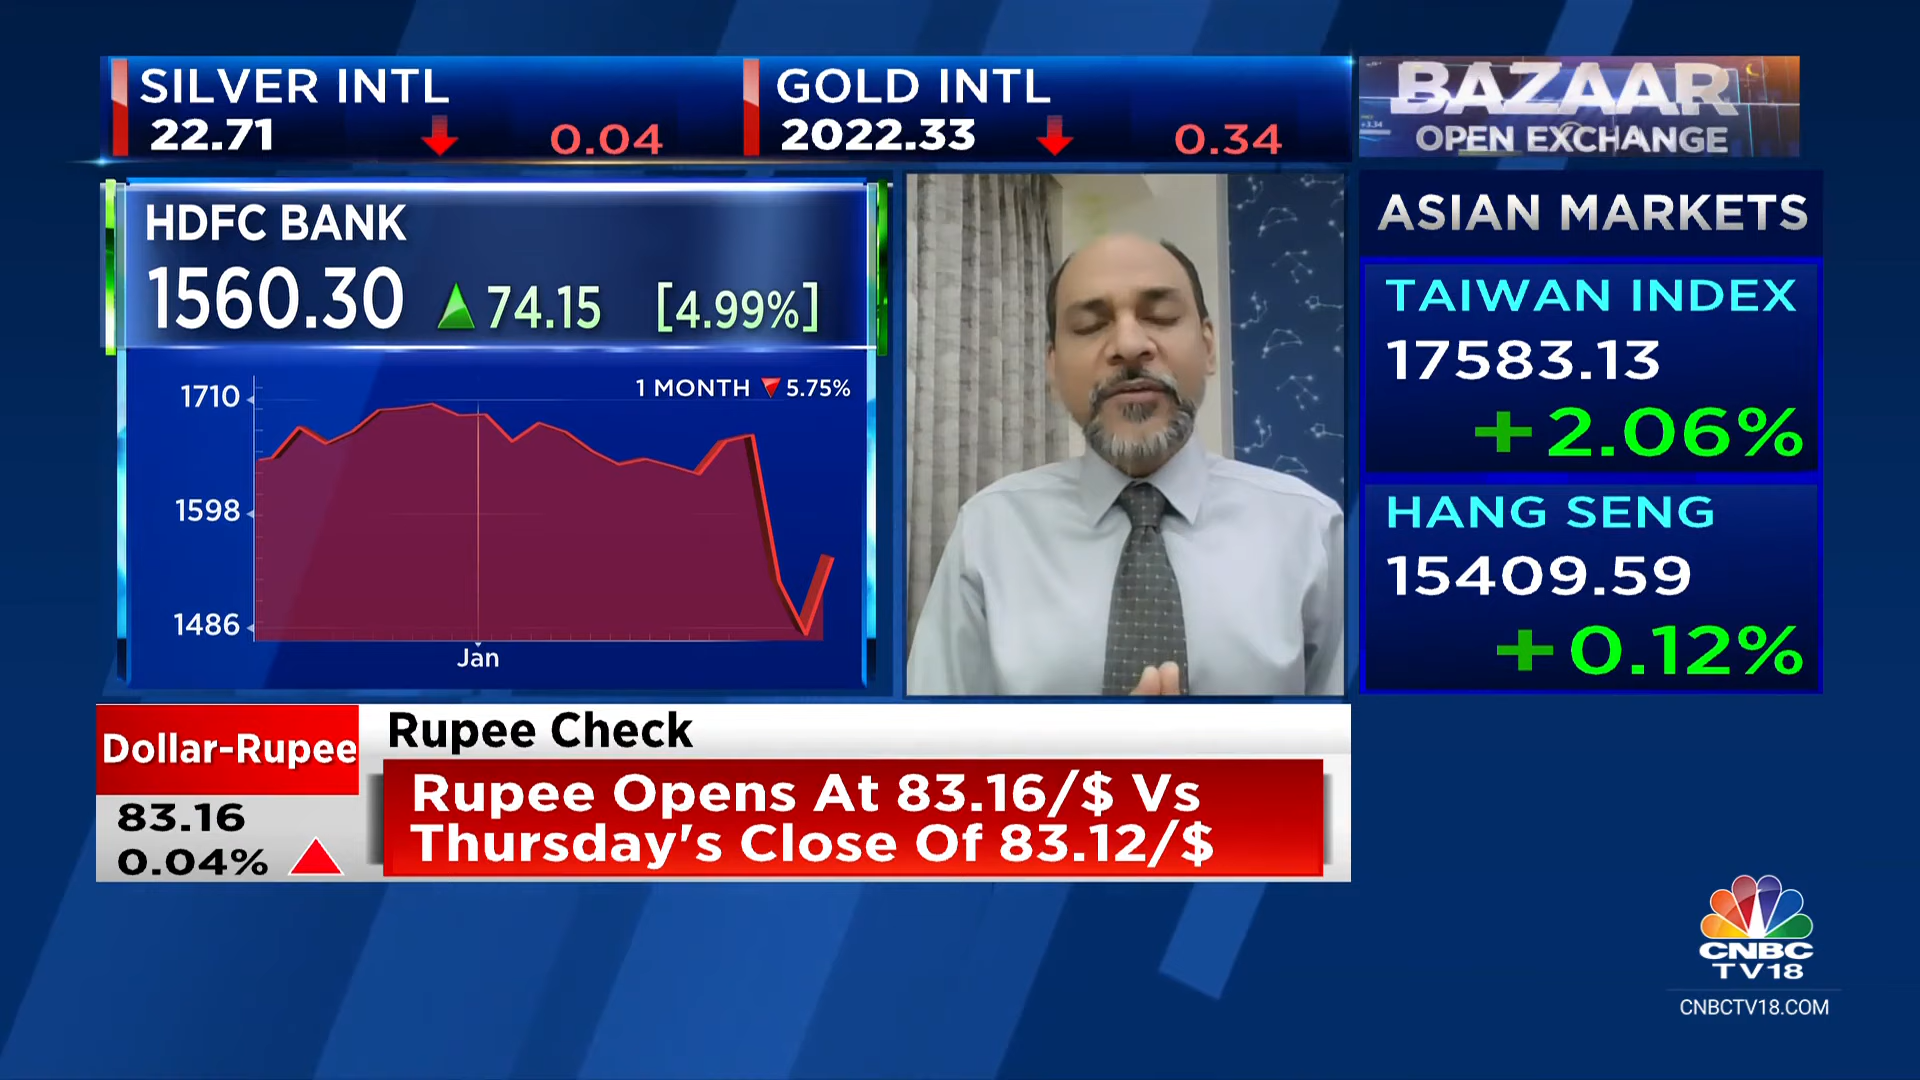 SILVER INTL
22.71 0.04
GOLD INTL
2022.33 0.34
BAZAAR
OPEN EXCHANGE
HDFC BANK
1560.30 74.15 [4.99%]
1 MONTH 5.75%
1710
1598
1486
Jan
ASIAN MARKETS
TAIWAN INDEX
17583.13
+2.06%
HANG SENG
15409.59
+0.12%
Dollar-Rupee
83.16
0.04%
Rupee Check
Rupee Opens At 83.16/$ Vs
Thursday's Close Of 83.12/$
CNBC
TV18
CNBCTV18.COM